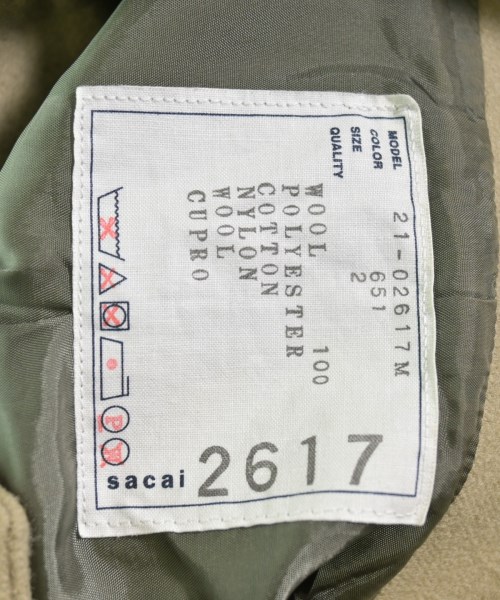 MODEL 21-02617M
COLOR 651
SIZE 2
QUALITY
WOOL 100
POLYESTER
COTTON
NYLON
WOOL
CUPRO
P
sacai 2617